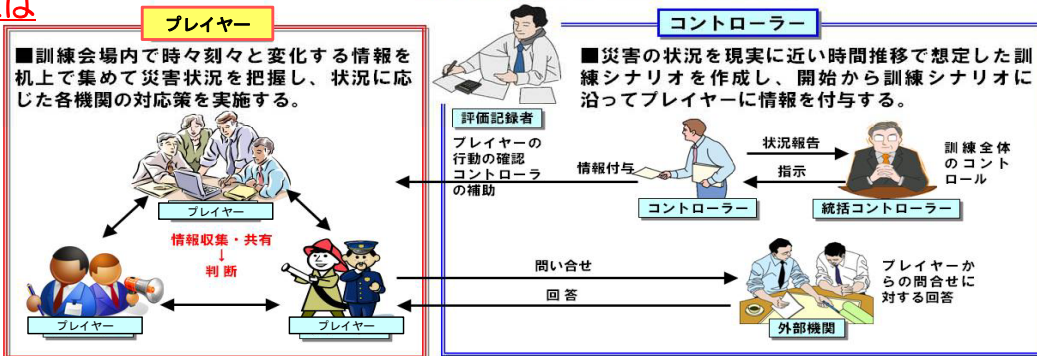 は
プレイヤー
■訓練会場内で時々刻々と変化する情報を
机上で集めて災害状況を把握し、状況に応
じた各機関の対応策を実施する。
プレイヤー
情報収集・共有
↓
判断
プレイヤー
プレイヤー
コントローラー
■災害の状況を現実に近い時間推移で想定した訓
練シナリオを作成し、開始から訓練シナリオに
沿ってプレイヤーに情報を付与する。
評価記録者
プレイヤーの
行動の確認
コントローラ
の補助
情報付与
コントローラー
状況報告
指示
統括コントローラー
訓練全体
のコント
ロール
問い合せ
回答
外部機関
プレイヤーか
らの問合せに
対する回答